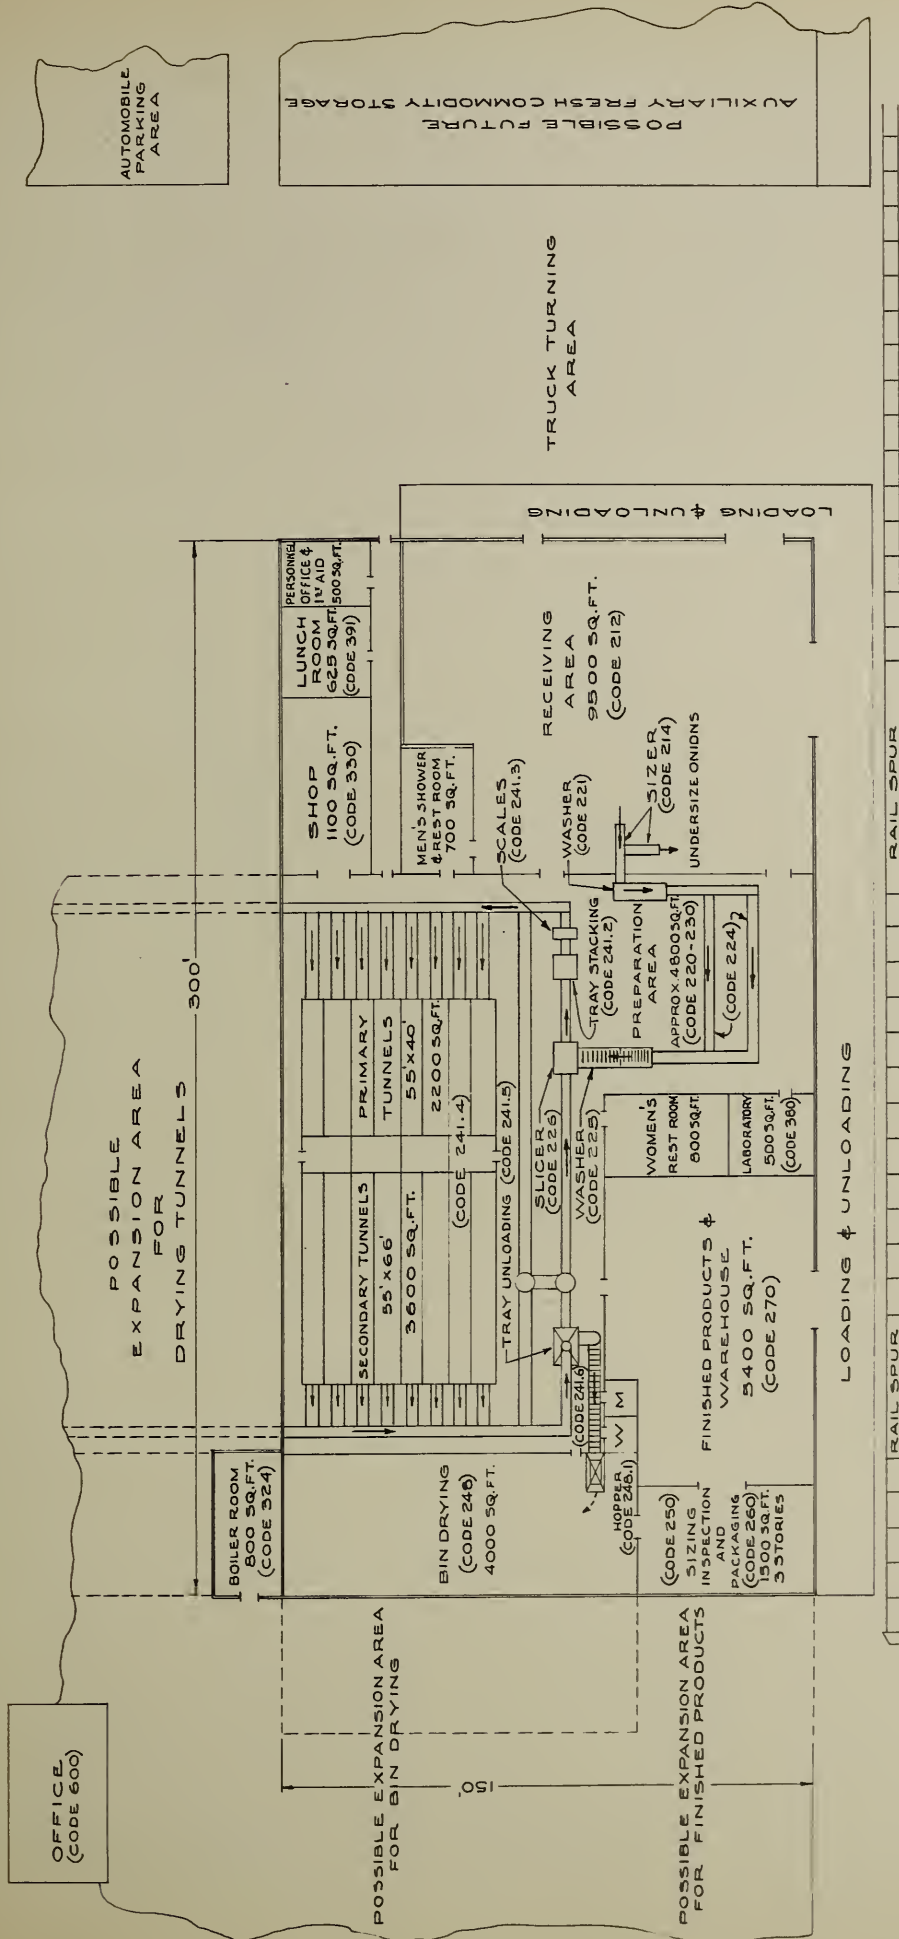 OFFICE
(CODE 600)
POSSIBLE
EXPANSION AREA
FOR
DRYING TUNNELS
300'
AUTOMOBILE
PARKING
AREA
POSSIBLE FUTURE
AUXILIARY FRESH COMMODITY STORAGE
TRUCK TURNING
AREA
BOILER ROOM
800 SQ.FT.
(CODE 324)
SHOP
1100 SQ.FT.
(CODE 330)
LUNCH
ROOM
625 SQ.FT.
(CODE 391)
PERSONNEL
OFFICE &
1ST AID
500 SQ.FT.
MEN'S SHOWER
& REST ROOM
700 SQ.FT.
SECONDARY TUNNELS
55'X66'
3600 SQ.FT.
PRIMARY
TUNNELS
55'X40'
2200 SQ.FT.
(CODE 241.4)
TRAY UNLOADING (CODE 241.5)
SCALES
(CODE 241.3)
RECEIVING
AREA
9500 SQ.FT.
(CODE 212)
LOADING & UNLOADING
BIN DRYING
(CODE 248)
4000 SQ.FT.
(CODE 241.6)
HOPPER
(CODE 248.1)
W
M
SLICER
(CODE 226)
WASHER
(CODE 225)
TRAY STACKING
(CODE 241.2)
WASHER
(CODE 221)
SIZER
(CODE 214)
UNDERSIZE ONIONS
PREPARATION
AREA
APPROX. 4800 SQ.FT.
(CODE 220-230)
(CODE 224)
WOMEN'S
REST ROOM
800 SQ.FT.
LABORATORY
500 SQ.FT.
(CODE 380)
FINISHED PRODUCTS &
WAREHOUSE
5400 SQ.FT.
(CODE 270)
(CODE 250)
SIZING
INSPECTION
AND
PACKAGING
(CODE 260)
1500 SQ.FT.
3 STORIES
POSSIBLE EXPANSION AREA
FOR BIN DRYING
150'
POSSIBLE EXPANSION AREA
FOR FINISHED PRODUCTS
LOADING & UNLOADING
RAIL SPUR
RAIL SPUR